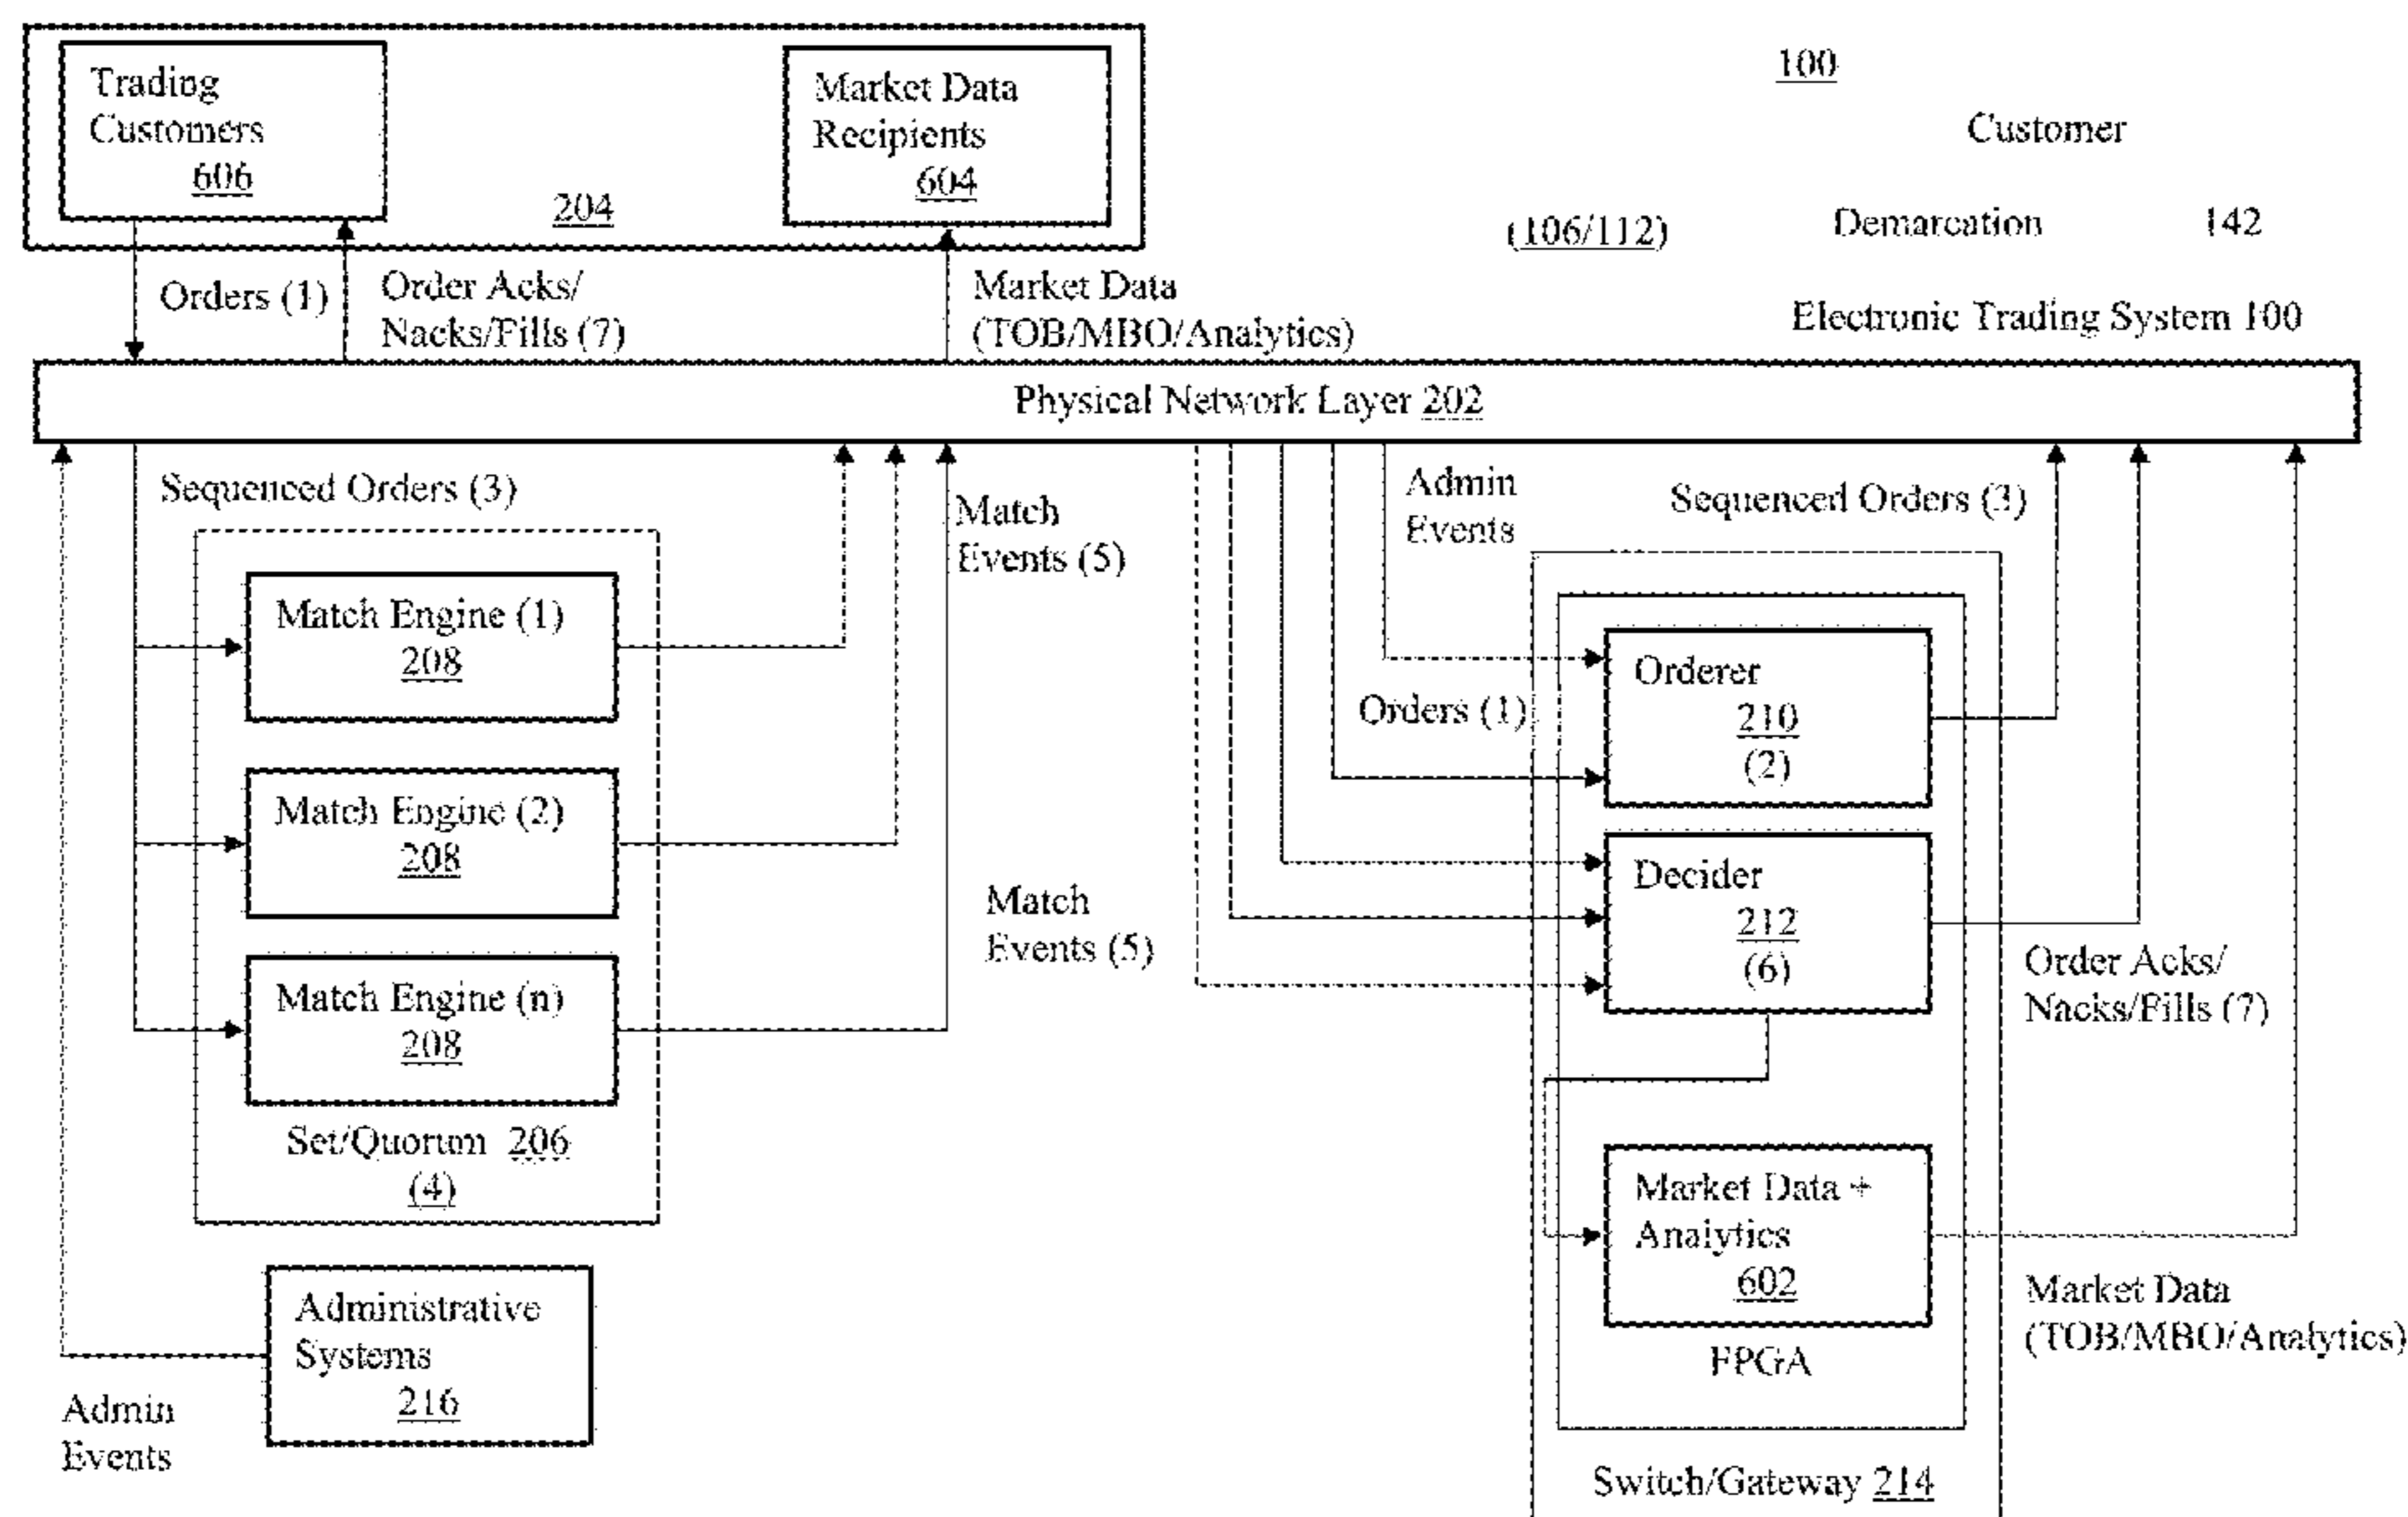 Trading
Customers
606
204
Market Data
Recipients
604
100
Customer
(106/112)
Demarcation
142
Electronic Trading System 100
Orders (1)
Order Acks/
Nacks/Fills (7)
Market Data
(TOB/MBO/Analytics)
Physical Network Layer 202
Sequenced Orders (3)
Match Engine (1)
208
Match Engine (2)
208
Match Engine (n)
208
Set/Quorum 206
(4)
Administrative
Systems
216
Admin
Events
Match
Events (5)
Match
Events (5)
Admin
Events
Orders (1)
Sequenced Orders (3)
Orderer
210
(2)
Decider
212
(6)
Order Acks/
Nacks/Fills (7)
Market Data +
Analytics
602
FPGA
Market Data
(TOB/MBO/Analytics)
Switch/Gateway 214